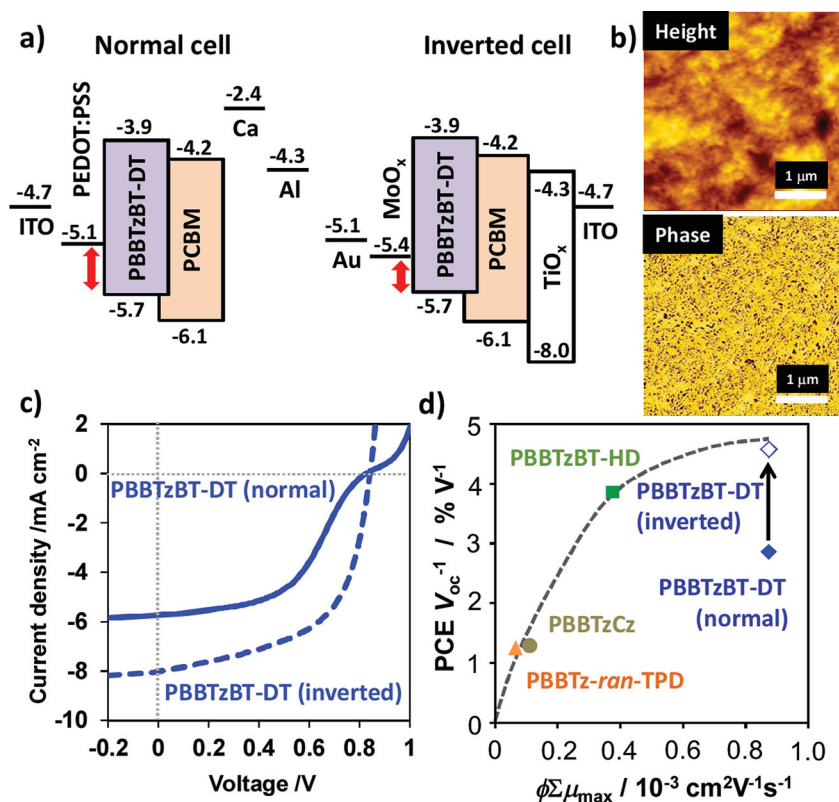 a)
Normal cell
Inverted cell
-4.7
ITO
PEDOT:PSS
-5.1
-3.9
PBBTzBT-DT
-5.7
-4.2
PCBM
-6.1
-2.4
Ca
-4.3
Al
-5.1
Au
MoOₓ
-5.4
-3.9
PBBTzBT-DT
-5.7
-4.2
PCBM
-6.1
-4.3
TiOₓ
-8.0
-4.7
ITO
b)
Height
1 μm
Phase
1 μm
c)
Current density /mA cm⁻²
2
0
-2
-4
-6
-8
-10
PBBTzBT-DT (normal)
PBBTzBT-DT (inverted)
-0.2
0
0.2
0.4
0.6
0.8
1
Voltage /V
d)
PCE Voc⁻¹ / % V⁻¹
5
4
3
2
1
0
PBBTzBT-HD
PBBTzBT-DT
(inverted)
PBBTzBT-DT
(normal)
PBBTzCz
PBBTz-ran-TPD
0
0.2
0.4
0.6
0.8
1.0
ϕΣμmax / 10⁻³ cm²V⁻¹s⁻¹